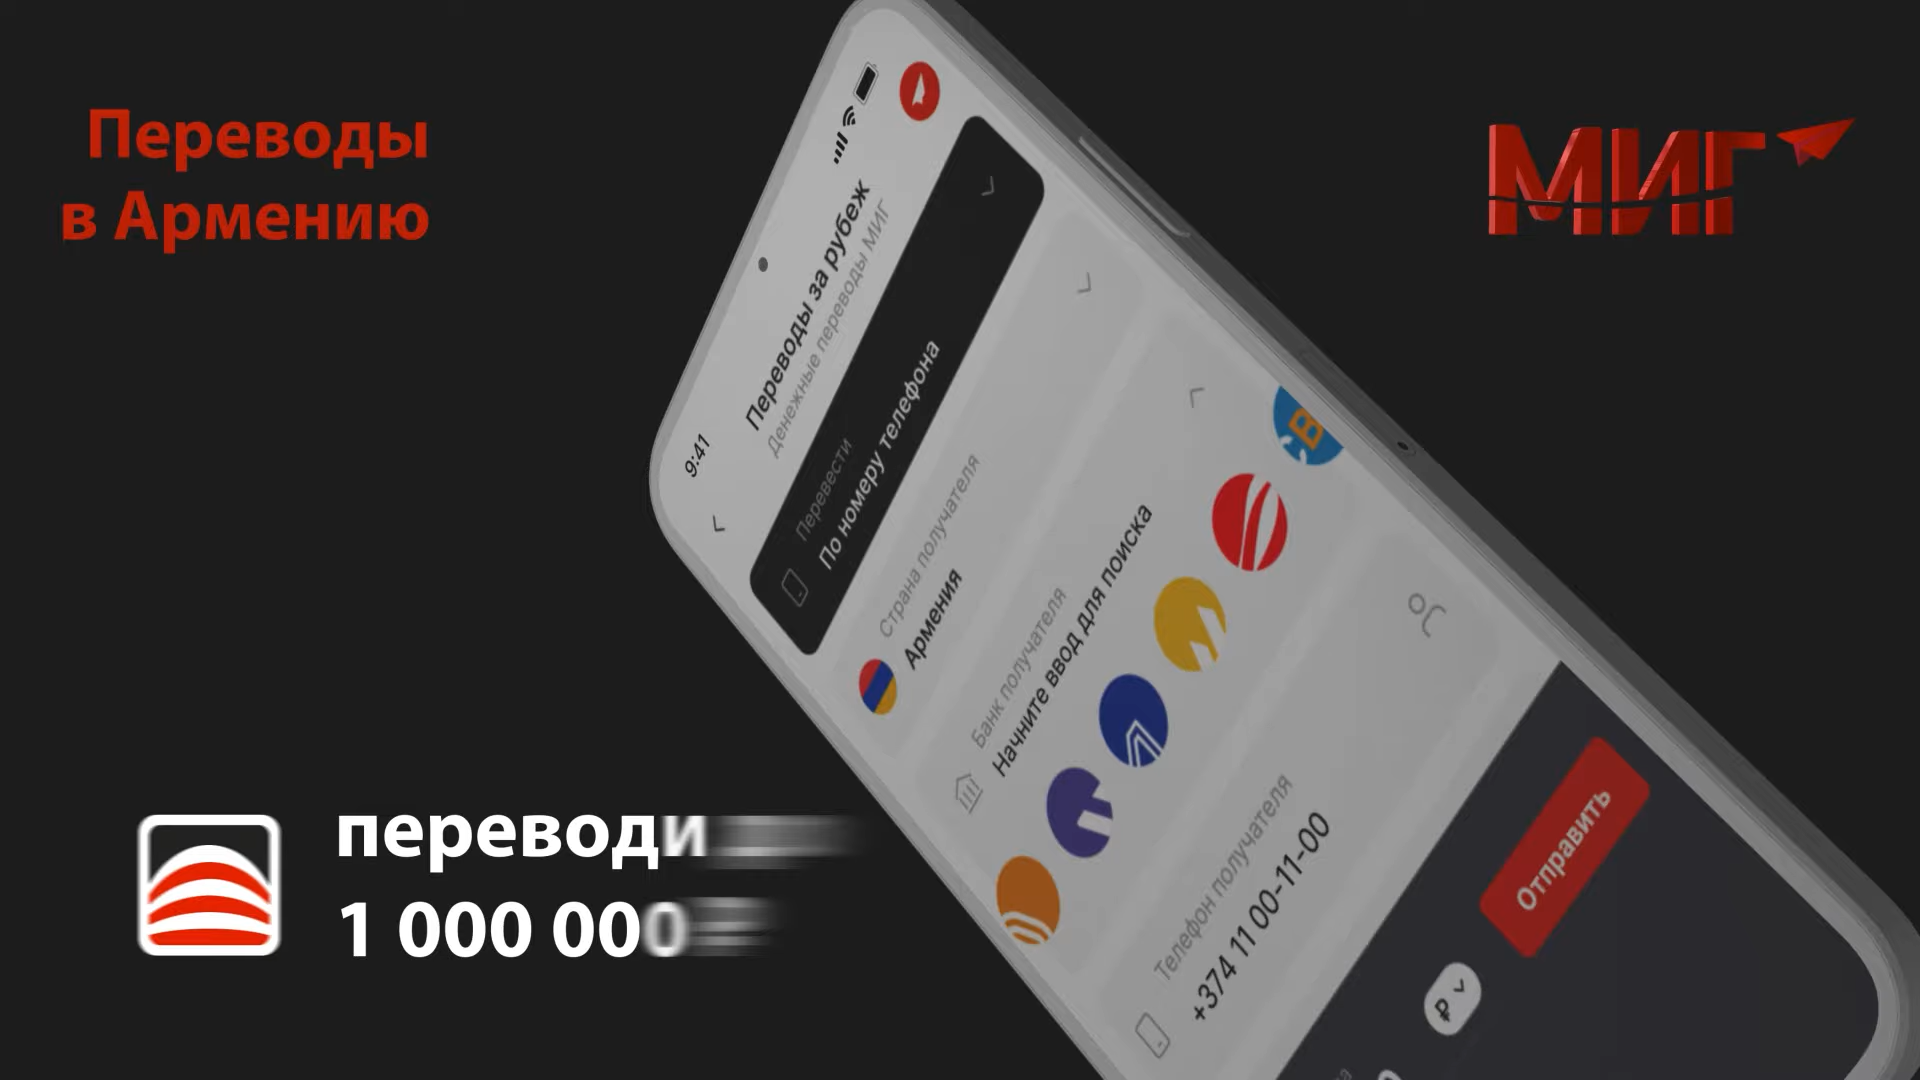 Переводы
в Армению
МИГ
9:41
Переводы за рубеж
Денежные переводы МИГ
Перевести
По номеру телефона
Страна получателя
Армения
Банк получателя
Начните ввод для поиска
Телефон получателя
+374 11 00-11-00
₽
Отправить
переводи
1 000 000